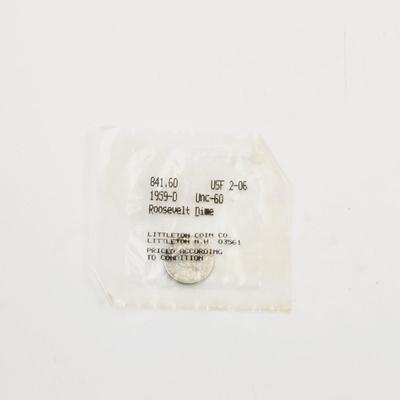 841.60 USF 2-06
1959-D Unc-60
Roosevelt Dime
LITTLETON COIN CO.
LITTLETON N.H. 03561
PRICED ACCORDING
TO CONDITION